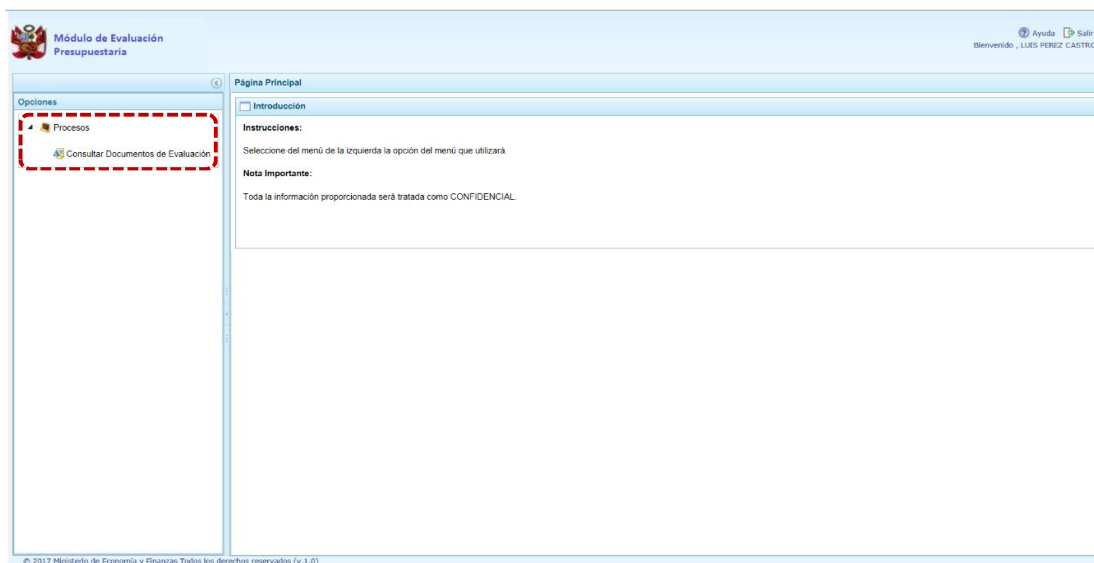 Módulo de Evaluación
Presupuestaria
Ayuda Salir
Bienvenido , LUIS PEREZ CASTRO
Página Principal
Opciones
Procesos
Consultar Documentos de Evaluación
Introducción
Instrucciones:
Seleccione del menú de la izquierda la opción del menú que utilizará.
Nota Importante:
Toda la información proporcionada será tratada como CONFIDENCIAL.
© 2017 Ministerio de Economía y Finanzas Todos los derechos reservados (v.1.0)